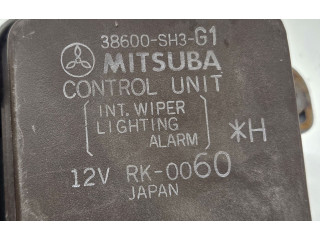 38600-SH3-G1
MITSUBA
CONTROL UNIT
INT. WIPER
LIGHTING
ALARM
*H
12V RK-0060
JAPAN